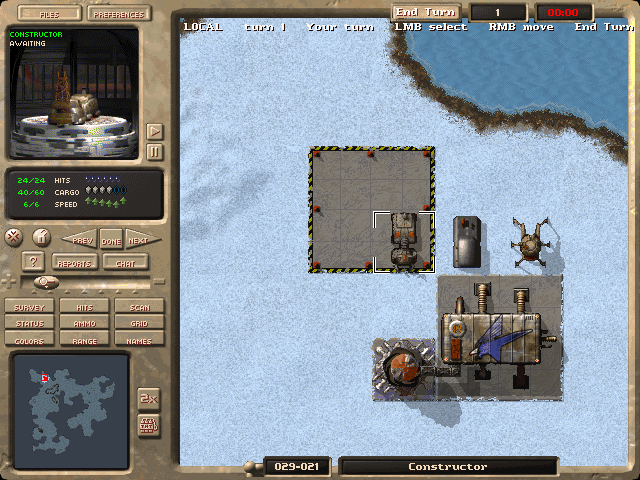 FILES PREFERENCES End Turn 1 00:00
LOCAL turn 1 Your turn LMB select RMB move End Turn
CONSTRUCTOR
AWAITING
24/24 HITS
40/60 CARGO
6/6 SPEED
PREV DONE NEXT
? REPORTS CHAT
SURVEY HITS SCAN
STATUS AMMO GRID
COLORS RANGE NAMES
2x
029-021 Constructor